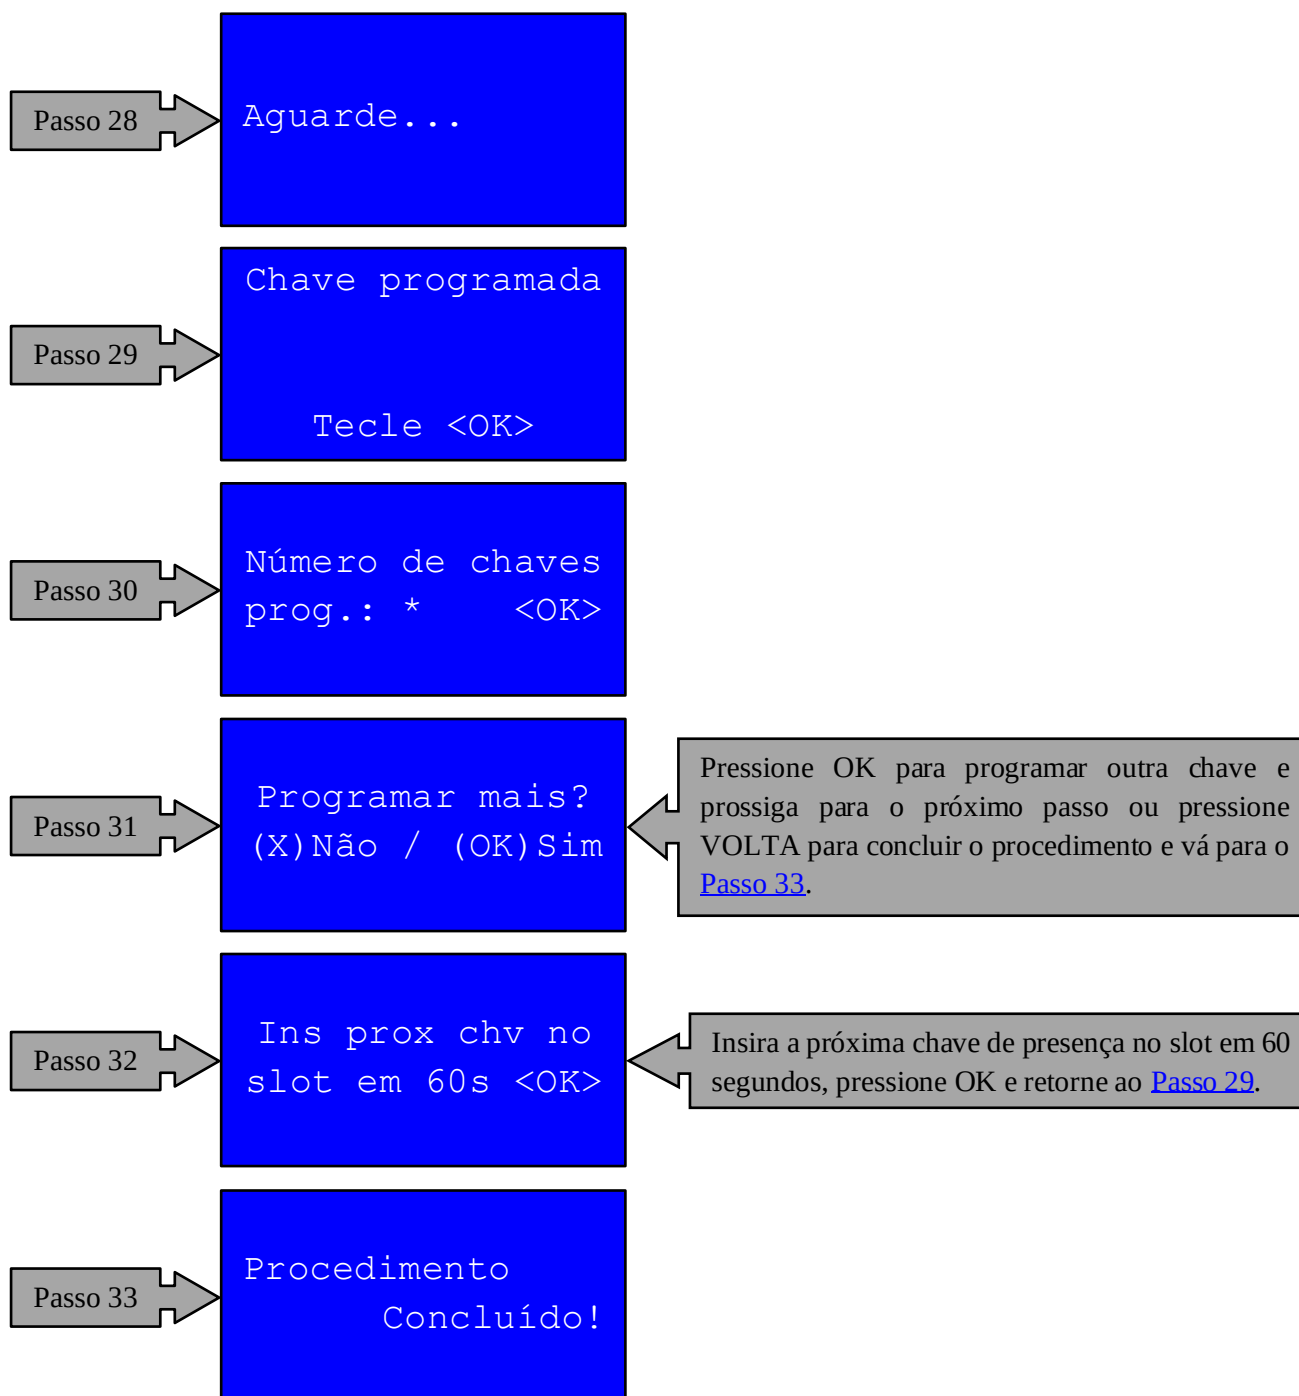 Passo 28
Aguarde...
Passo 29
Chave programada
Tecle <OK>
Passo 30
Número de chaves
prog.: * <OK>
Passo 31
Programar mais?
(X)Não / (OK)Sim
Pressione OK para programar outra chave e
prossiga para o próximo passo ou pressione
VOLTA para concluir o procedimento e vá para o
Passo 33.
Passo 32
Ins prox chv no
slot em 60s <OK>
Insira a próxima chave de presença no slot em 60
segundos, pressione OK e retorne ao Passo 29.
Passo 33
Procedimento
Concluído!